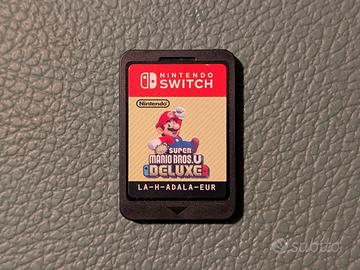 NINTENDO
SWITCH
Nintendo
SUPER
MARIO BROS. U
DELUXE
LA-H-ADALA-EUR
subito